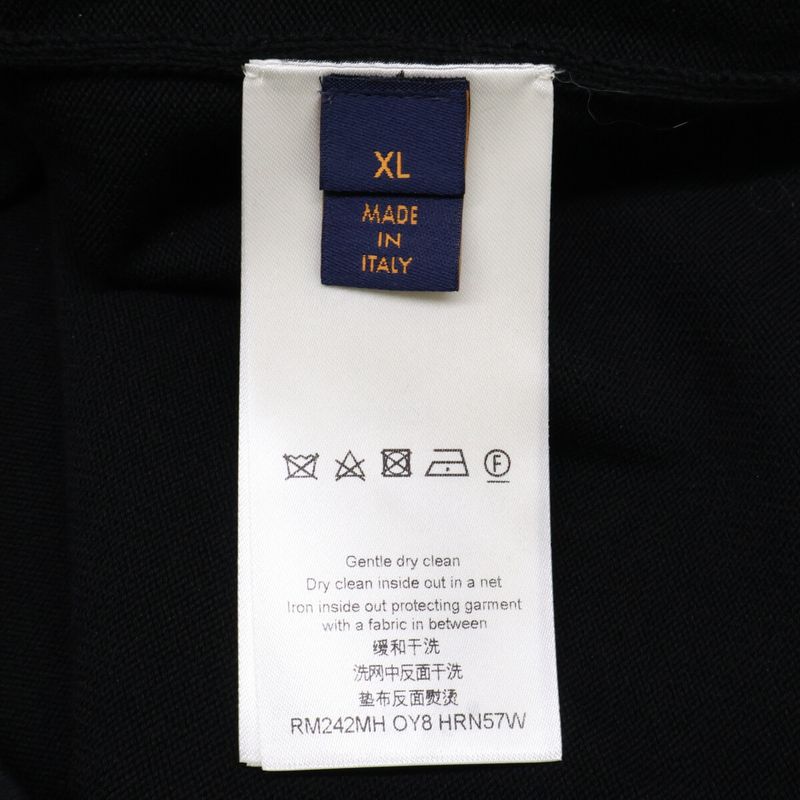 XL
MADE
IN
ITALY
F
Gentle dry clean
Dry clean inside out in a net
Iron inside out protecting garment
with a fabric in between
缓和干洗
洗网中反面干洗
垫布反面熨烫
RM242MH OY8 HRN57W